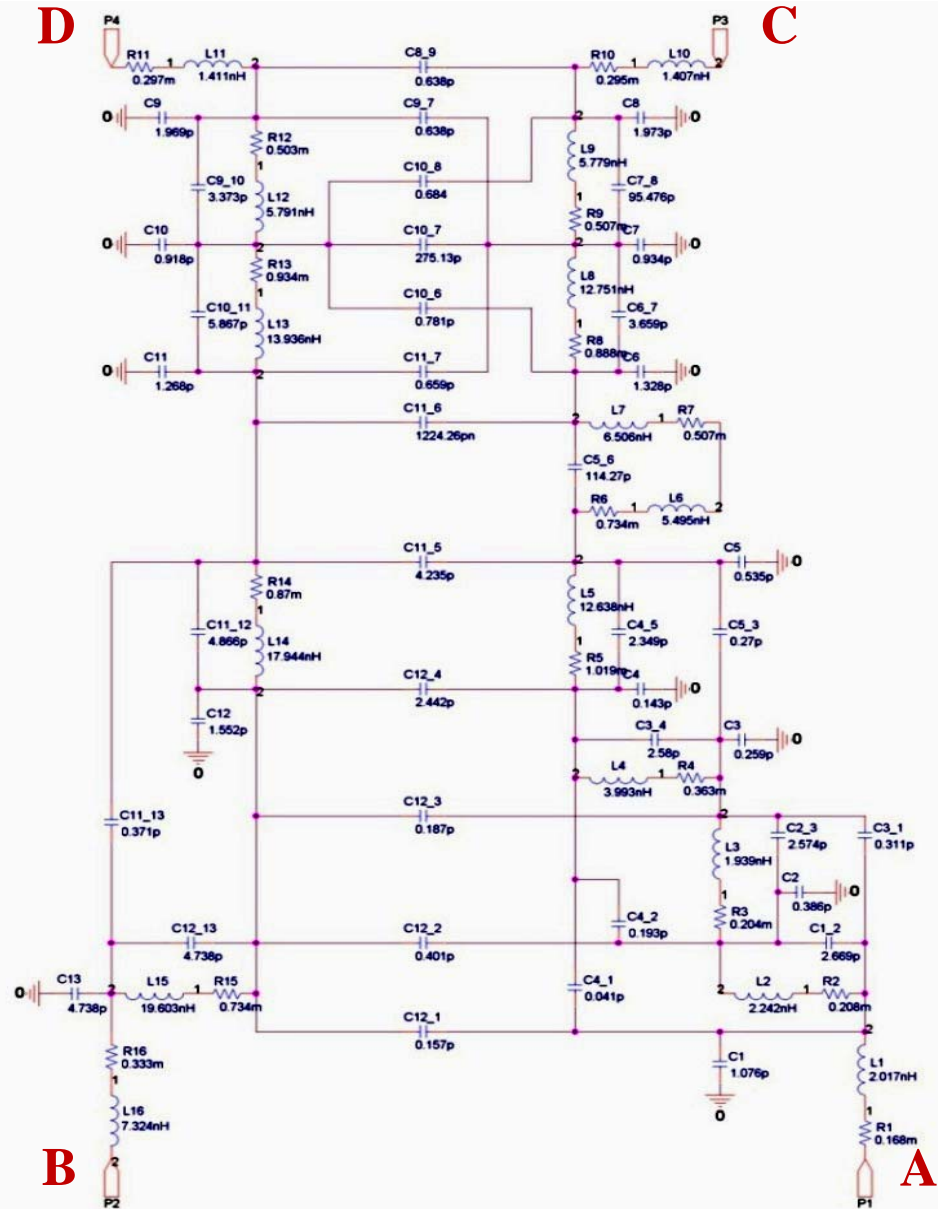 D P4 P3 C
R11 1 L11 2 C8_9 R10 1 L10 2
0.297m 1.411nH 0.638p 0.295m 1.407nH
0 C9 C9_7 2 C8 0
1.969p R12 0.638p L9 1.973p
0.503m 5.779nH
1 C10_8
C9_10 0.684 C7_8
3.373p L12 1 95.476p
5.791nH R9
0.507m
0 C10 2 C10_7 2 C7 0
0.918p R13 275.13p L8 0.934p
0.934m 12.751nH
1 C10_6 C6_7
C10_11 0.781p 1 3.659p
5.867p L13 R8
13.936nH 0.888m
0 C11 2 C11_7 C6 0
1.268p 0.659p 1.328p
C11_6 2 L7 1 R7
1224.26pn 6.506nH 0.507m
C5_6
114.27p
R6 1 L6 2
0.734m 5.495nH
C11_5 2 C5 0
4.235p 0.535p
R14 L5
0.87m 12.638nH
1 C4_5 C5_3
C11_12 2.349p 0.27p
4.866p L14 1
17.944nH R5
1.019m
2 C12_4 C4 0
2.442p 0.143p
C12 C3_4 C3 0
1.552p 2.58p 0.259p
0 2 L4 1 R4
3.993nH 0.363m
C11_13 C12_3 2 C2_3 C3_1
0.371p 0.187p L3 2.574p 0.311p
1.939nH
1 C2 0
R3 0.386p
0.204m
C4_2
0.193p
C12_13 C12_2 C1_2
4.738p 0.401p 2.669p
0 C13 2 L15 1 R15 C4_1 2 L2 1 R2
4.738p 19.603nH 0.734m 0.041p 2.242nH 0.208m
C12_1 2
0.157p
R16 C1 L1
0.333m 1.076p 2.017nH
1 0 1
L16 R1
7.324nH 0.168m
B 2 A
P2 P1